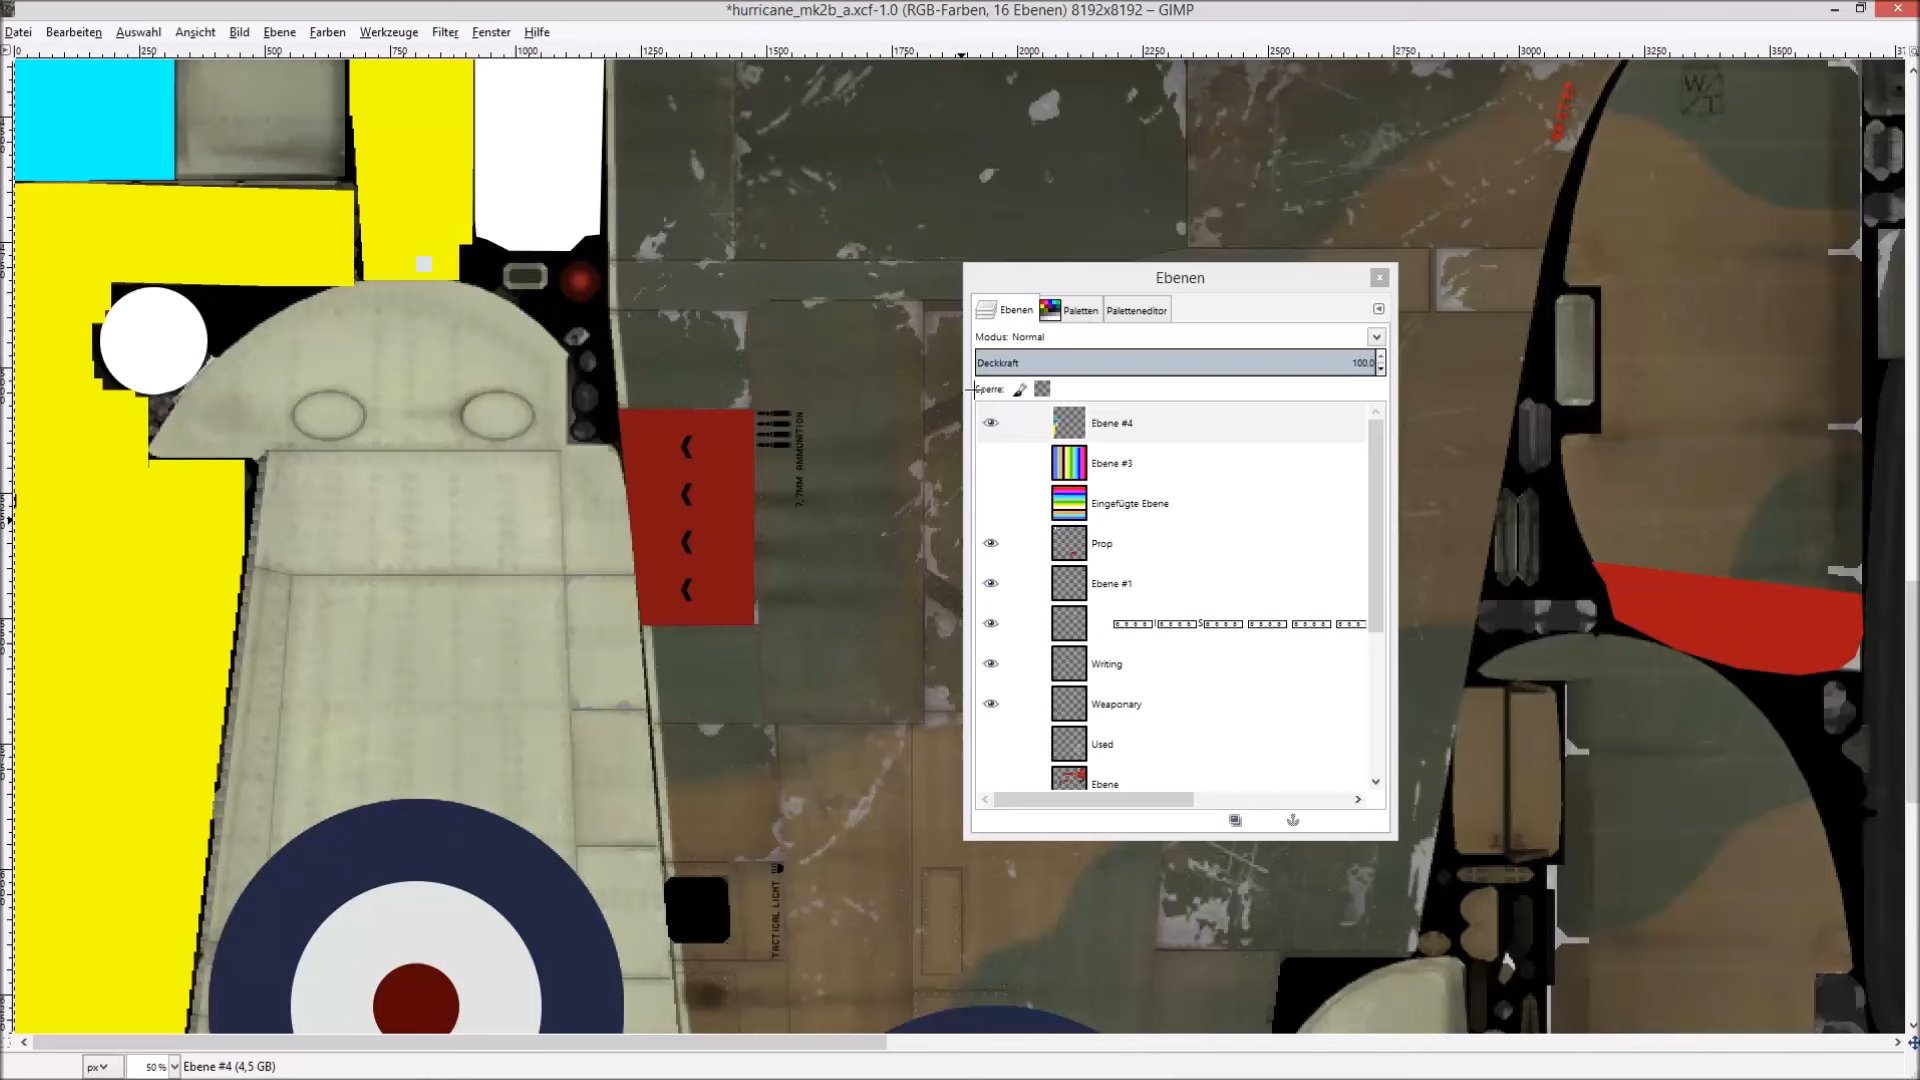 *hurricane_mk2b_a.xcf-1.0 (RGB-Farben, 16 Ebenen) 8192x8192 – GIMP
Datei Bearbeiten Auswahl Ansicht Bild Ebene Farben Werkzeuge Filter Fenster Hilfe
0 250 500 750 1000 1250 1500 1750 2000 2250 2500 2750 3000 3250 3500
W/T
7,7MM AMMUNITION
TACTICAL LIGHT
Ebenen
Ebenen Paletten Paletteneditor
Modus: Normal
Deckkraft 100,0
Ebene #4
Ebene #3
Eingefügte Ebene
Prop
Ebene #1
Writing
Weaponary
Used
Ebene
px 50 % Ebene #4 (4,5 GB)